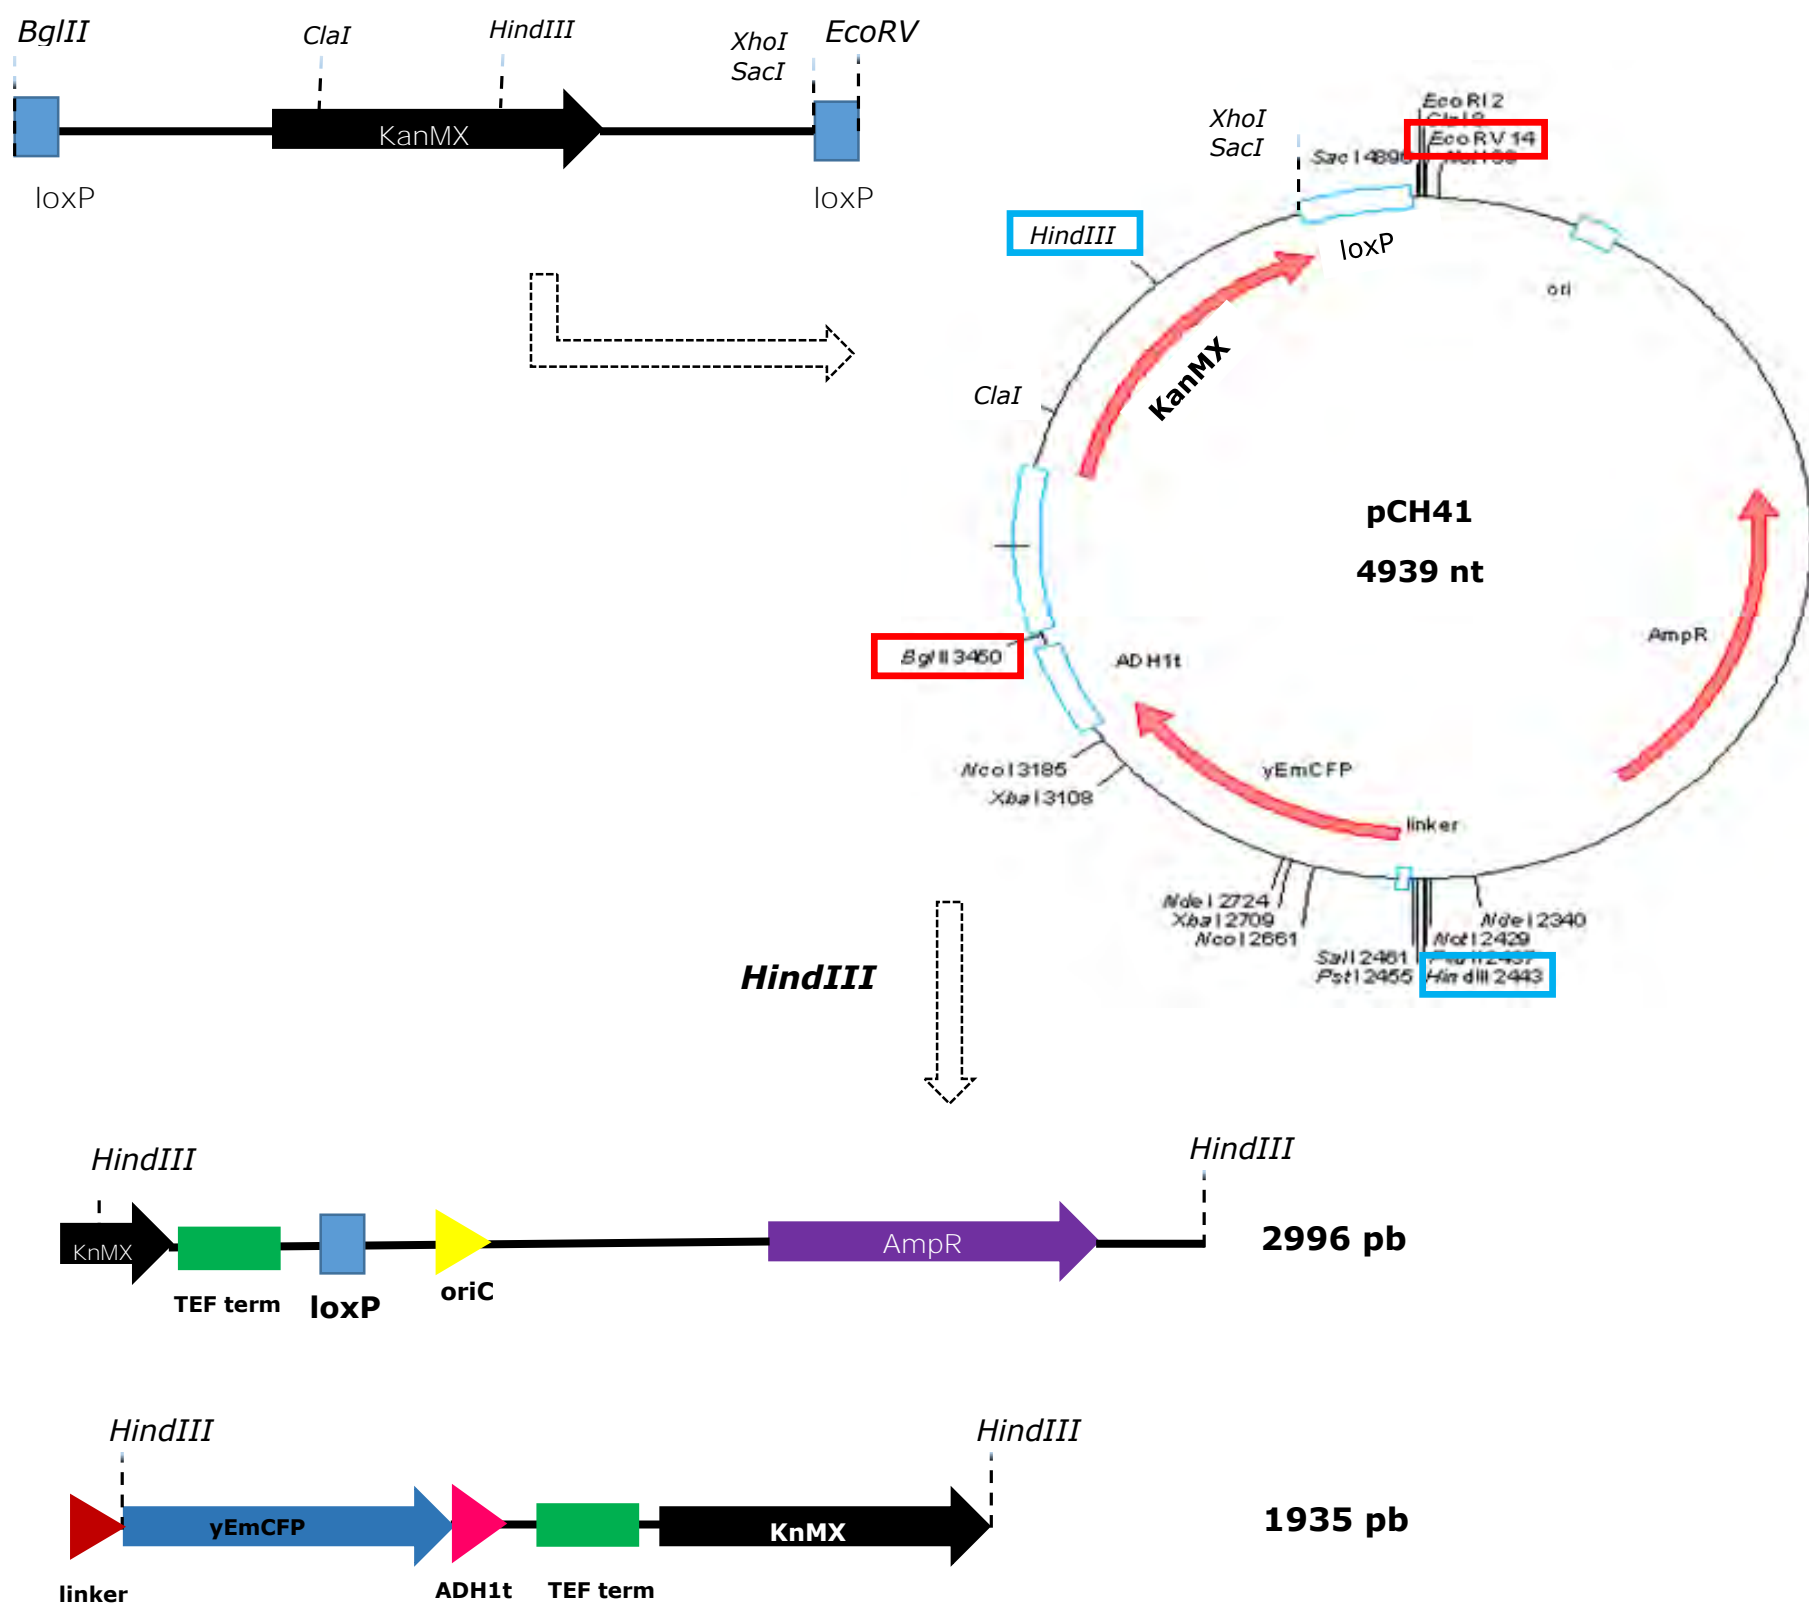 BglII
ClaI
HindIII
XhoI
SacI
EcoRV
KanMX
loxP
loxP
XhoI
SacI
EcoRI 2
EcoRV 14
HindIII
loxP
ori
KanMX
ClaI
pCH41
4939 nt
AmpR
BglII 3450
ADH1t
NcoI 3185
XbaI 3108
yEmCFP
linker
NdeI 2724
XbaI 2709
NcoI 2661
NdeI 2340
NotI 2429
SalI 2461
PstI 2455
HindIII 2443
HindIII
HindIII
HindIII
KnMX
AmpR
2996 pb
TEF term
loxP
oriC
HindIII
HindIII
yEmCFP
KnMX
1935 pb
linker
ADH1t
TEF term